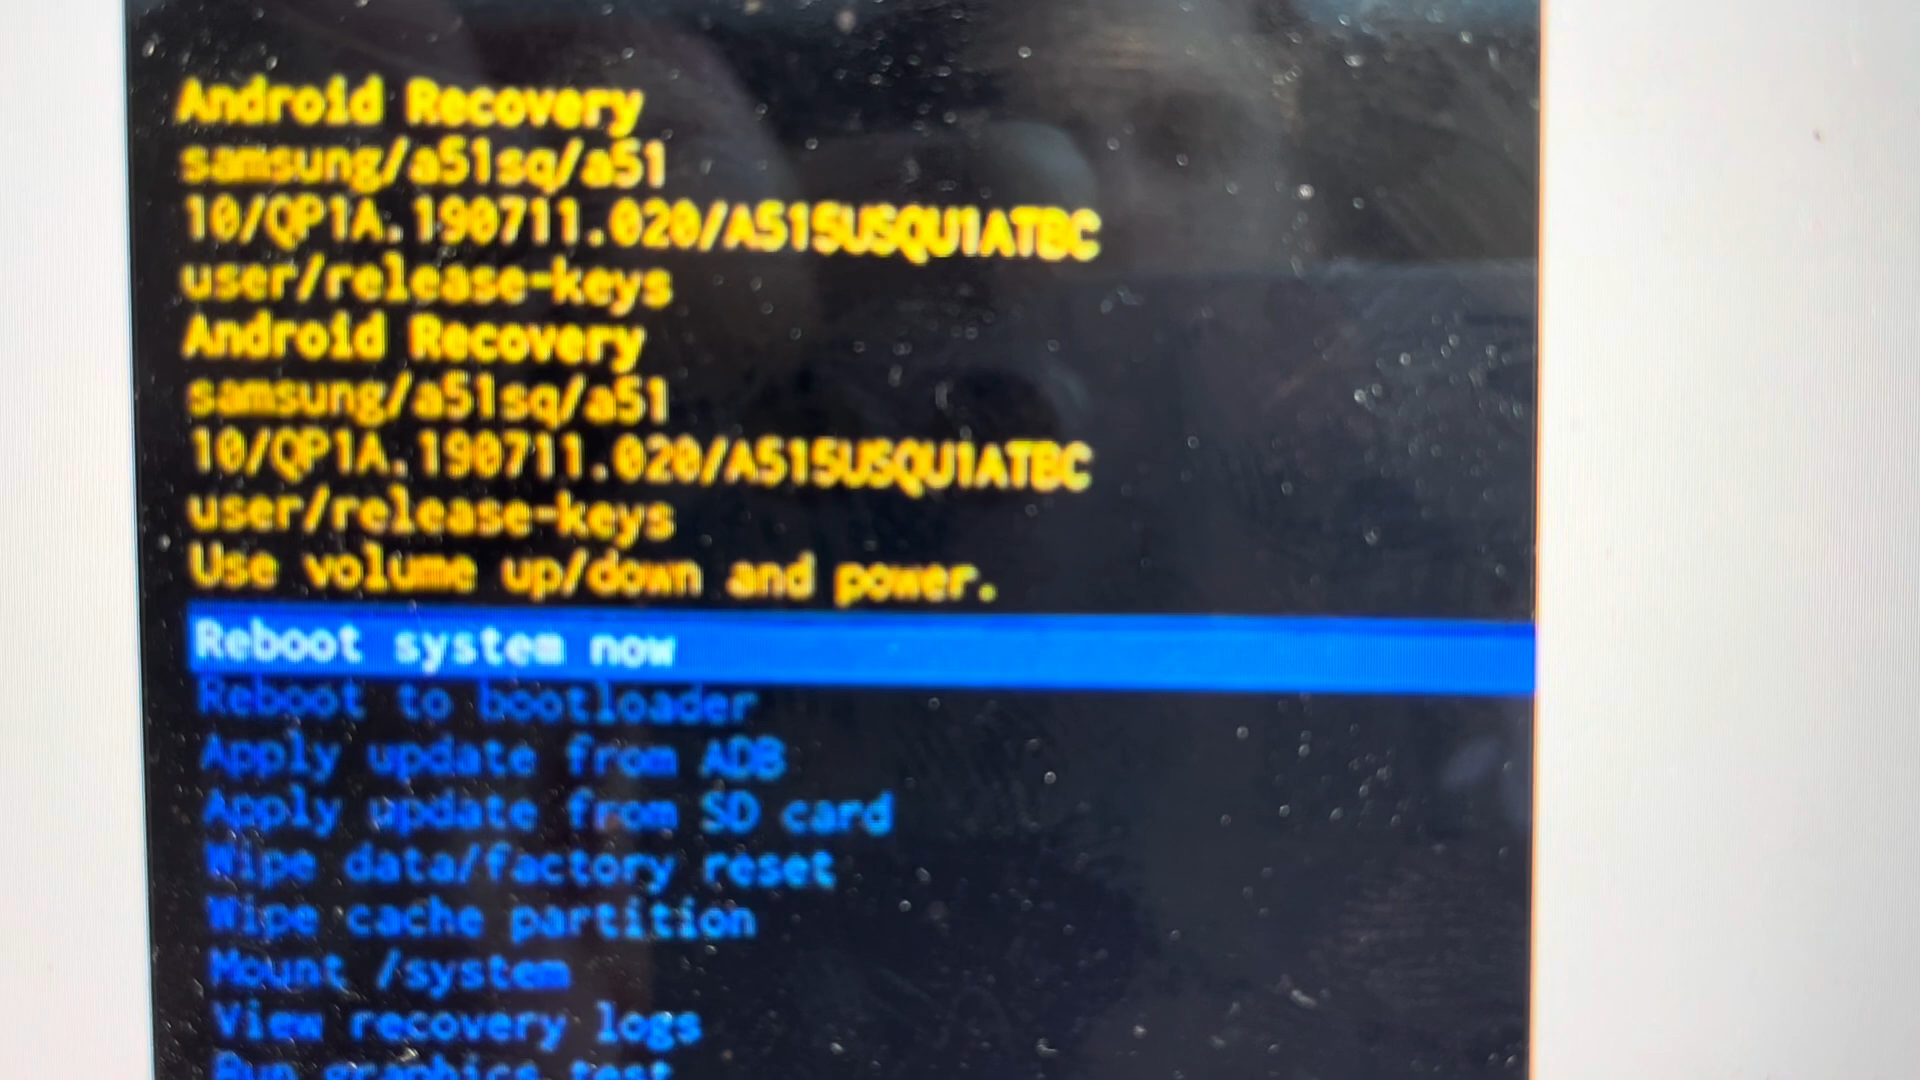 Android Recovery
samsung/a51sq/a51
10/QP1A.190711.020/A515USQU1ATBC
user/release-keys
Android Recovery
samsung/a51sq/a51
10/QP1A.190711.020/A515USQU1ATBC
user/release-keys
Use volume up/down and power.
Reboot system now
Reboot to bootloader
Apply update from ADB
Apply update from SD card
Wipe data/factory reset
Wipe cache partition
Mount /system
View recovery logs
Run graphics test